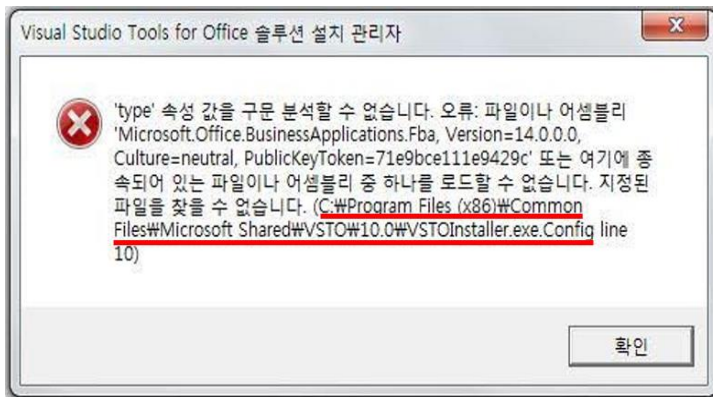 Visual Studio Tools for Office 솔루션 설치 관리자
'type' 속성 값을 구문 분석할 수 없습니다. 오류: 파일이나 어셈블리
'Microsoft.Office.BusinessApplications.Fba, Version=14.0.0.0,
Culture=neutral, PublicKeyToken=71e9bce111e9429c' 또는 여기에 종
속되어 있는 파일이나 어셈블리 중 하나를 로드할 수 없습니다. 지정된
파일을 찾을 수 없습니다. (C:₩Program Files (x86)₩Common
Files₩Microsoft Shared₩VSTO₩10.0₩VSTOInstaller.exe.Config line
10)
확인